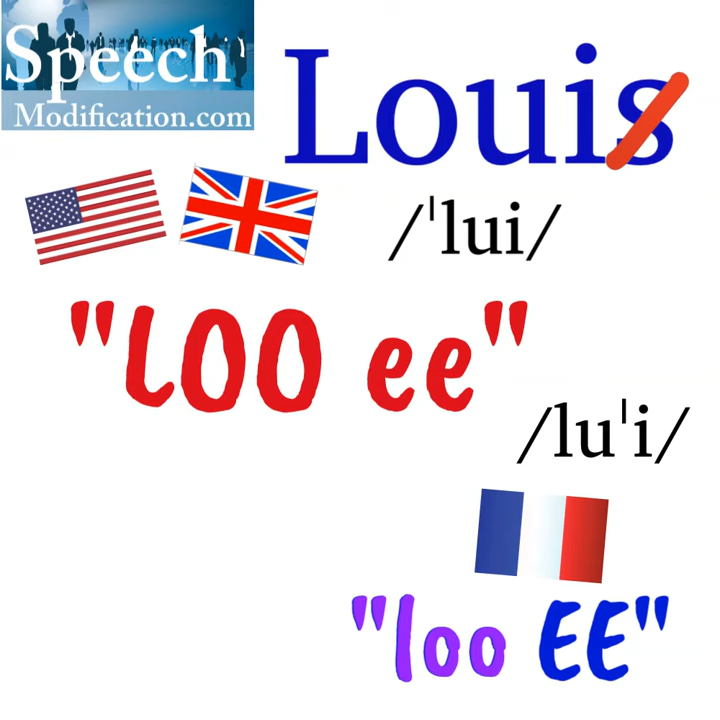 Speech
Modification.com
Louis
/ˈlui/
"LOO ee"
/luˈi/
"loo EE"